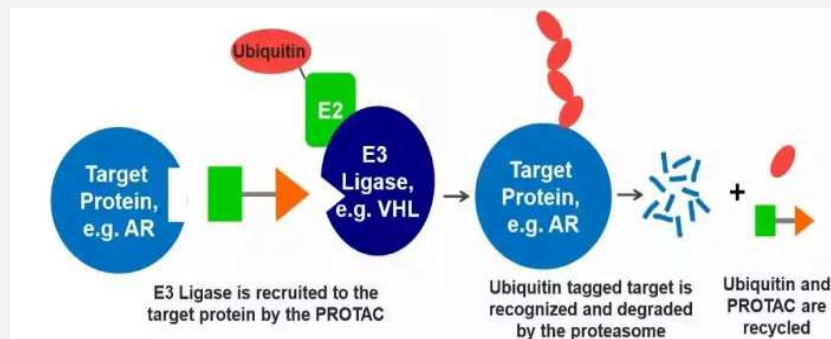 Ubiquitin
E2
Target
Protein,
e.g. AR
E3
Ligase,
e.g. VHL
Target
Protein,
e.g. AR
+
E3 Ligase is recruited to the
target protein by the PROTAC
Ubiquitin tagged target is
recognized and degraded
by the proteasome
Ubiquitin and
PROTAC are
recycled